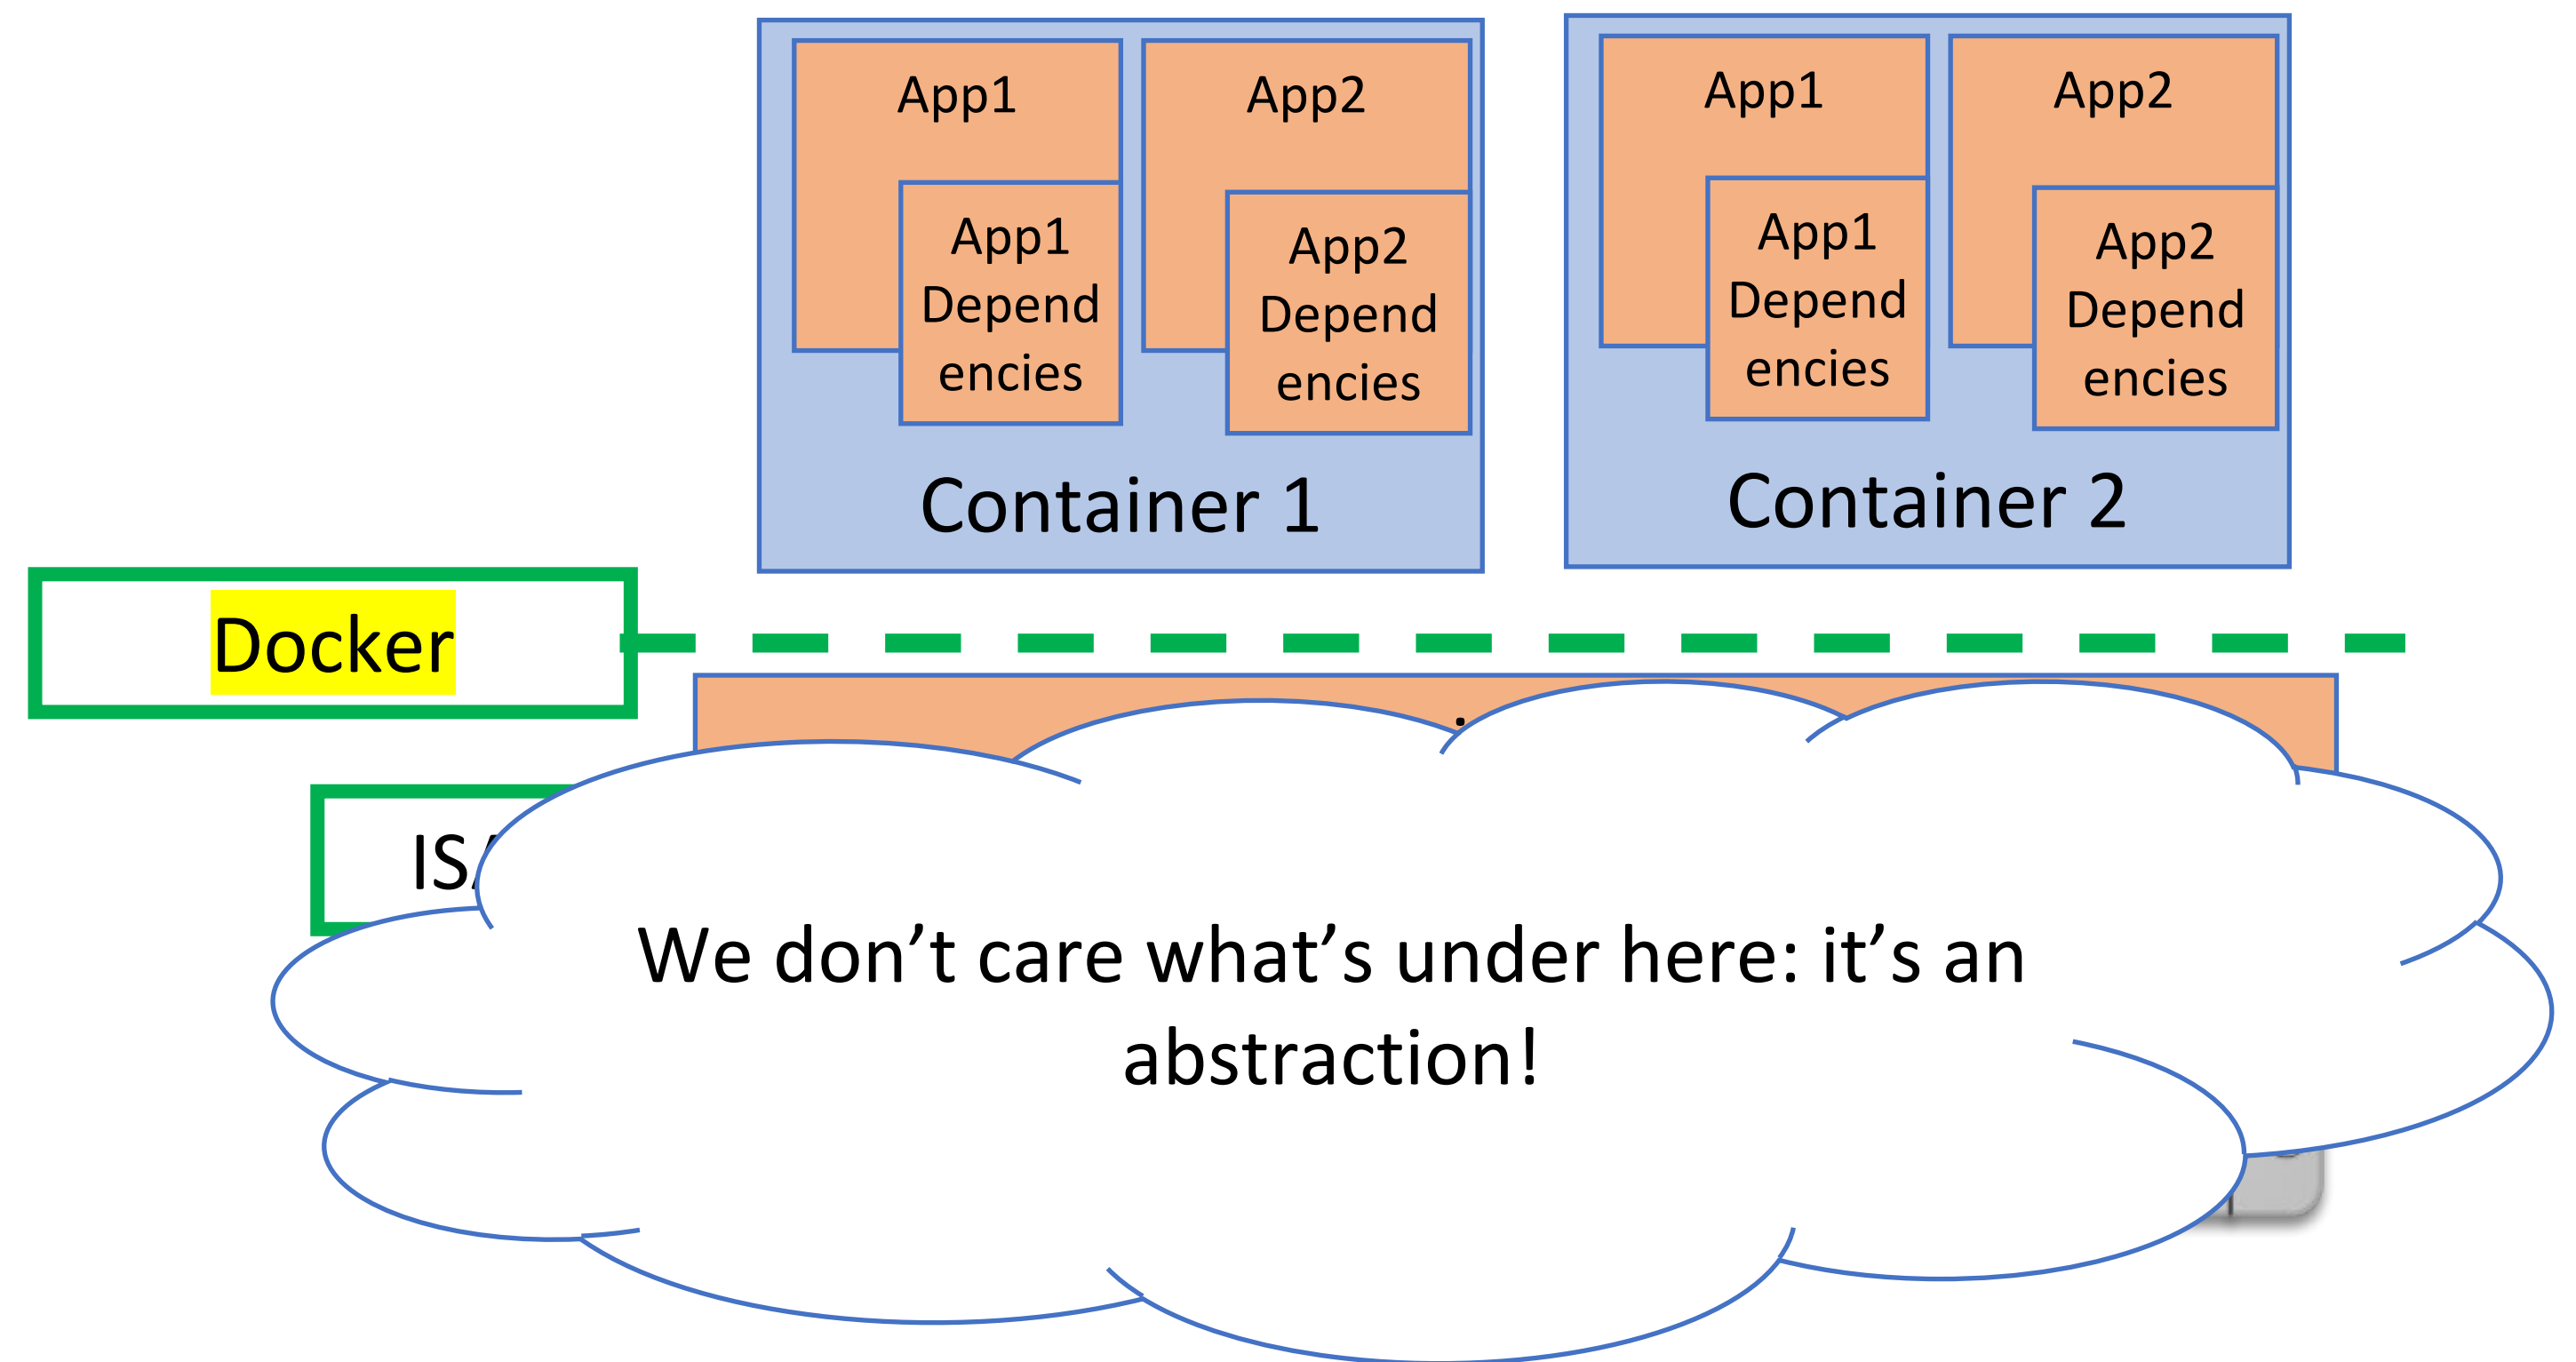 App1
App2
App1
Depend
encies
App2
Depend
encies
Container 1
App1
App2
App1
Depend
encies
App2
Depend
encies
Container 2
Docker
We don’t care what’s under here: it’s an
abstraction!